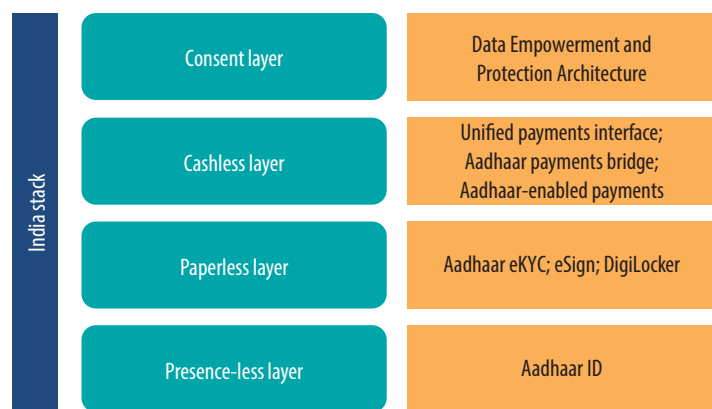 India stack
Consent layer
Data Empowerment and
Protection Architecture
Cashless layer
Unified payments interface;
Aadhaar payments bridge;
Aadhaar-enabled payments
Paperless layer
Aadhaar eKYC; eSign; DigiLocker
Presence-less layer
Aadhaar ID